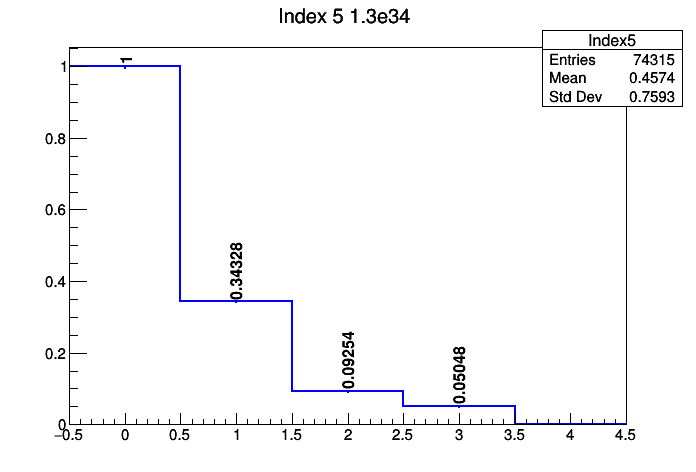 Index 5 1.3e34
Index5
Entries 74315
Mean 0.4574
Std Dev 0.7593
1
0.8
0.6
0.4
0.2
0
1
0.34328
0.09254
0.05048
−0.5 0 0.5 1 1.5 2 2.5 3 3.5 4 4.5